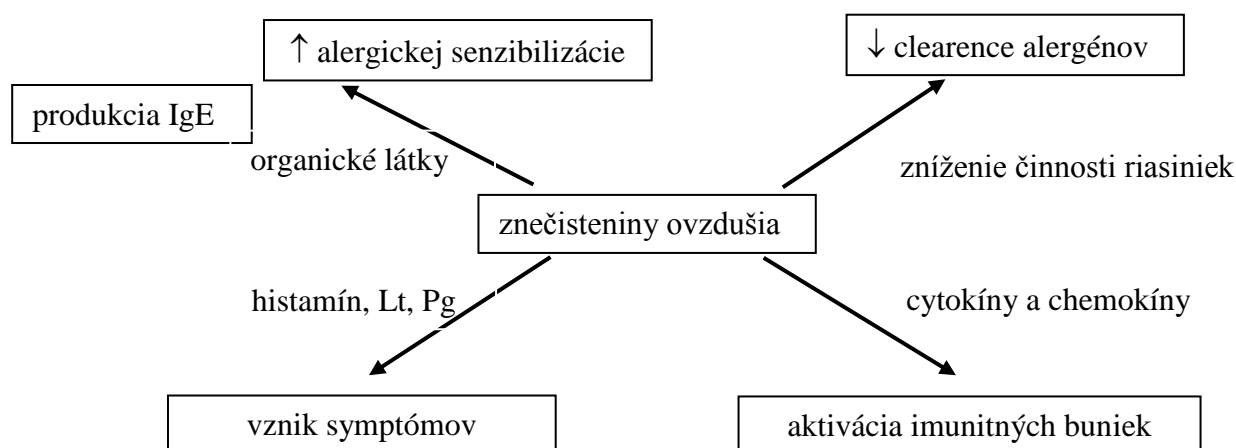 ↑ alergickej senzibilizácie
↓ clearence alergénov
produkcia IgE
organické látky
zníženie činnosti riasiniek
znečisteniny ovzdušia
histamín, Lt, Pg
cytokíny a chemokíny
vznik symptómov
aktivácia imunitných buniek